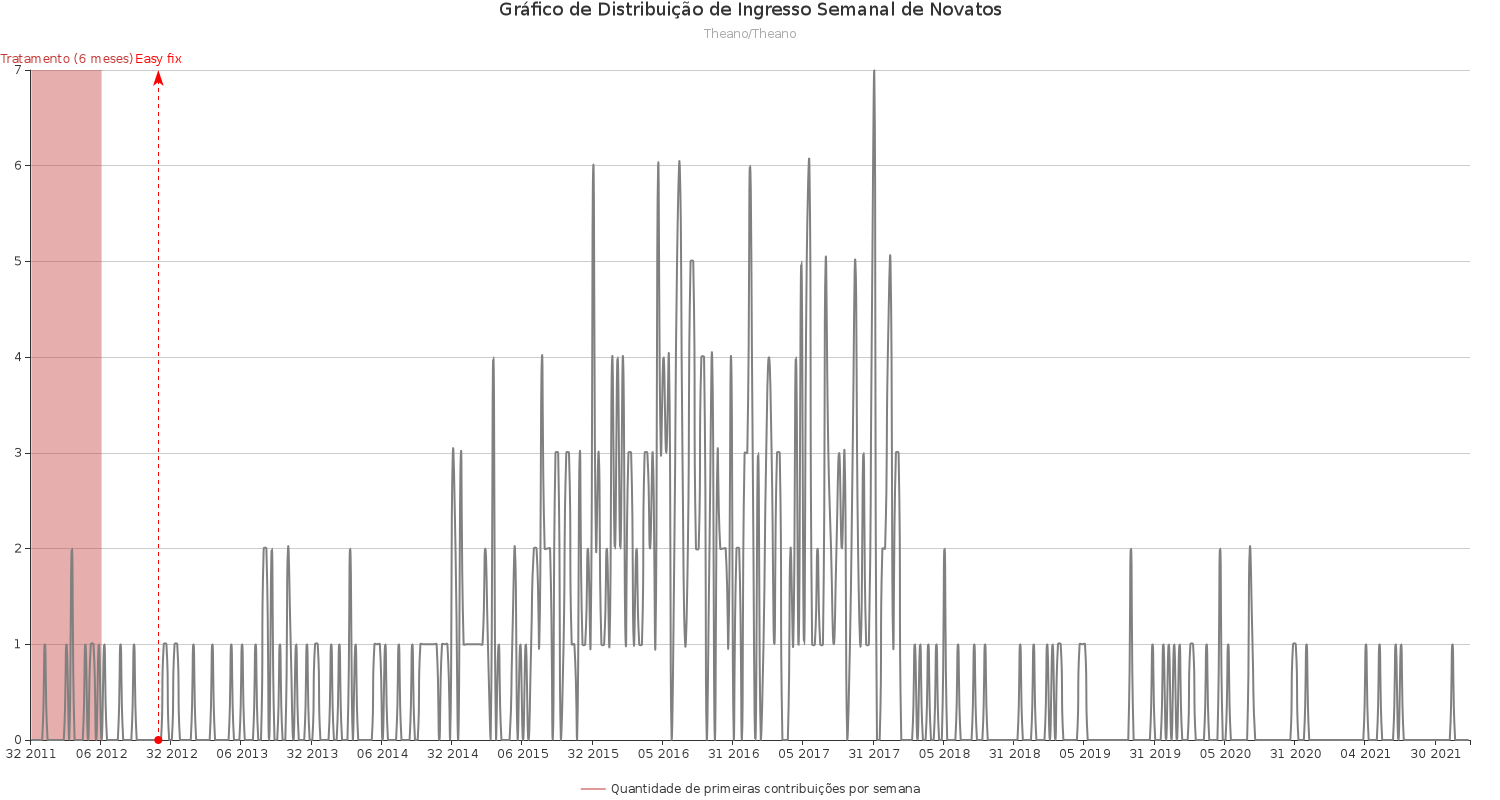 Gráfico de Distribuição de Ingresso Semanal de Novatos
Theano/Theano
Tratamento (6 meses) Easy fix
7
6
5
4
3
2
1
0
32 2011 06 2012 32 2012 06 2013 32 2013 06 2014 32 2014 06 2015 32 2015 05 2016 31 2016 05 2017 31 2017 05 2018 31 2018 05 2019 31 2019 05 2020 31 2020 04 2021 30 2021
Quantidade de primeiras contribuições por semana